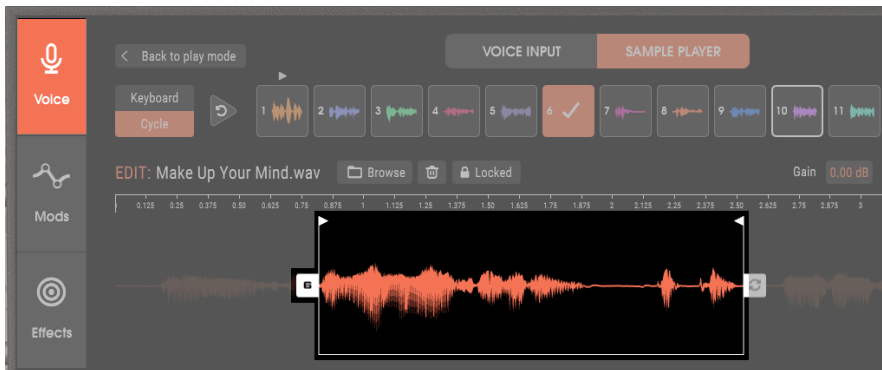 Voice
Mods
Effects
Back to play mode
VOICE INPUT SAMPLE PLAYER
Keyboard
Cycle
1 2 3 4 5 6 7 8 9 10 11
EDIT: Make Up Your Mind.wav Browse Locked Gain 0.00 dB
0.125 0.25 0.375 0.50 0.625 0.75 0.875 1 1.125 1.25 1.375 1.50 1.625 1.75 1.875 2 2.125 2.25 2.375 2.50 2.625 2.75 2.875 3
6